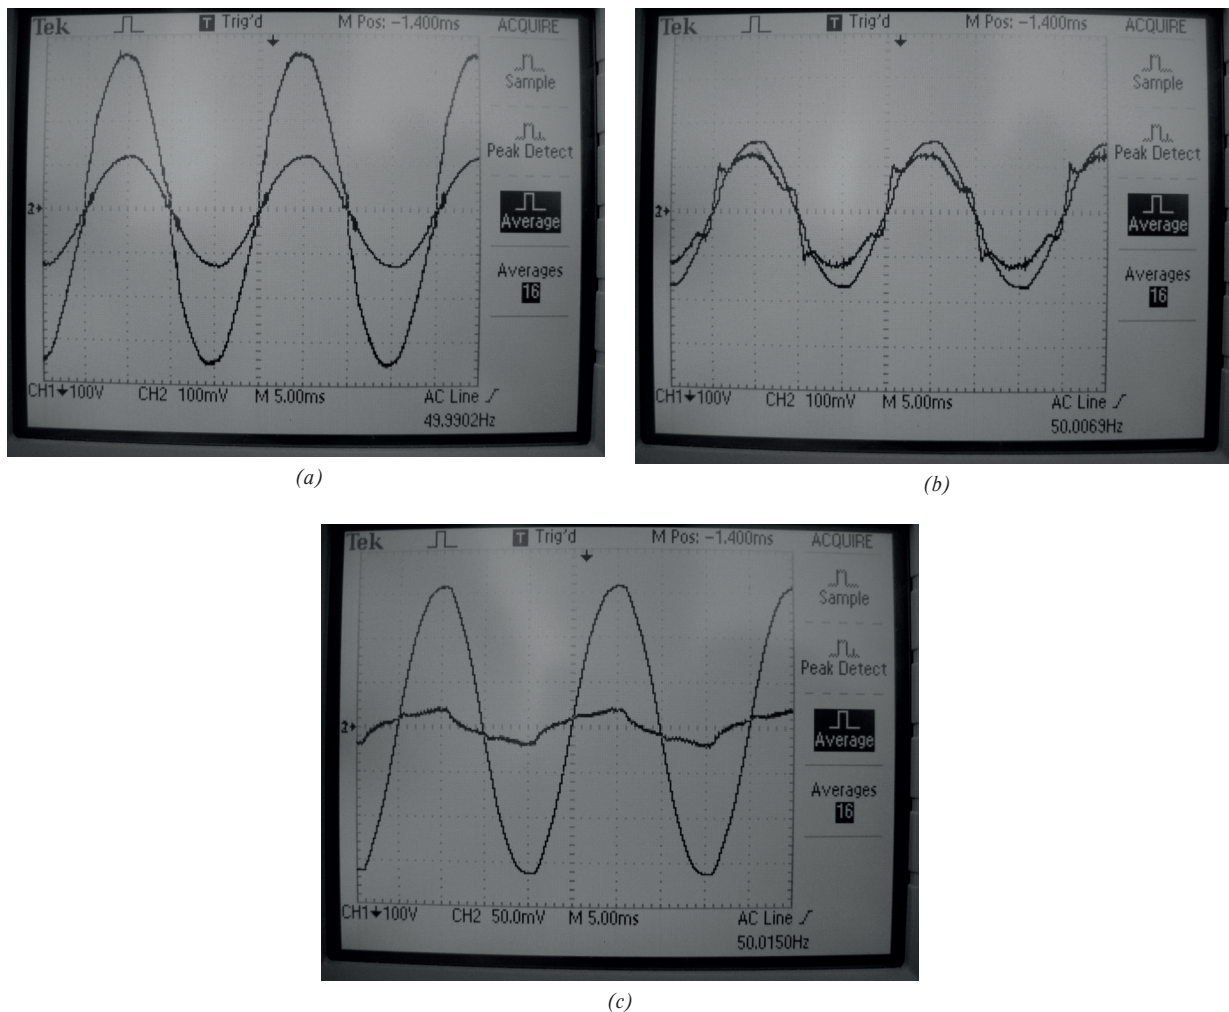 Tek T Trig'd M Pos: -1.400ms ACQUIRE
Sample
Peak Detect
Average
Averages
16
2
CH1 100V CH2 100mV M 5.00ms AC Line
49.9902Hz
(a)
Tek T Trig'd M Pos: -1.400ms ACQUIRE
Sample
Peak Detect
Average
Averages
16
2
CH1 100V CH2 100mV M 5.00ms AC Line
50.0069Hz
(b)
Tek T Trig'd M Pos: -1.400ms ACQUIRE
Sample
Peak Detect
Average
Averages
16
2
CH1 100V CH2 50.0mV M 5.00ms AC Line
50.0150Hz
(c)